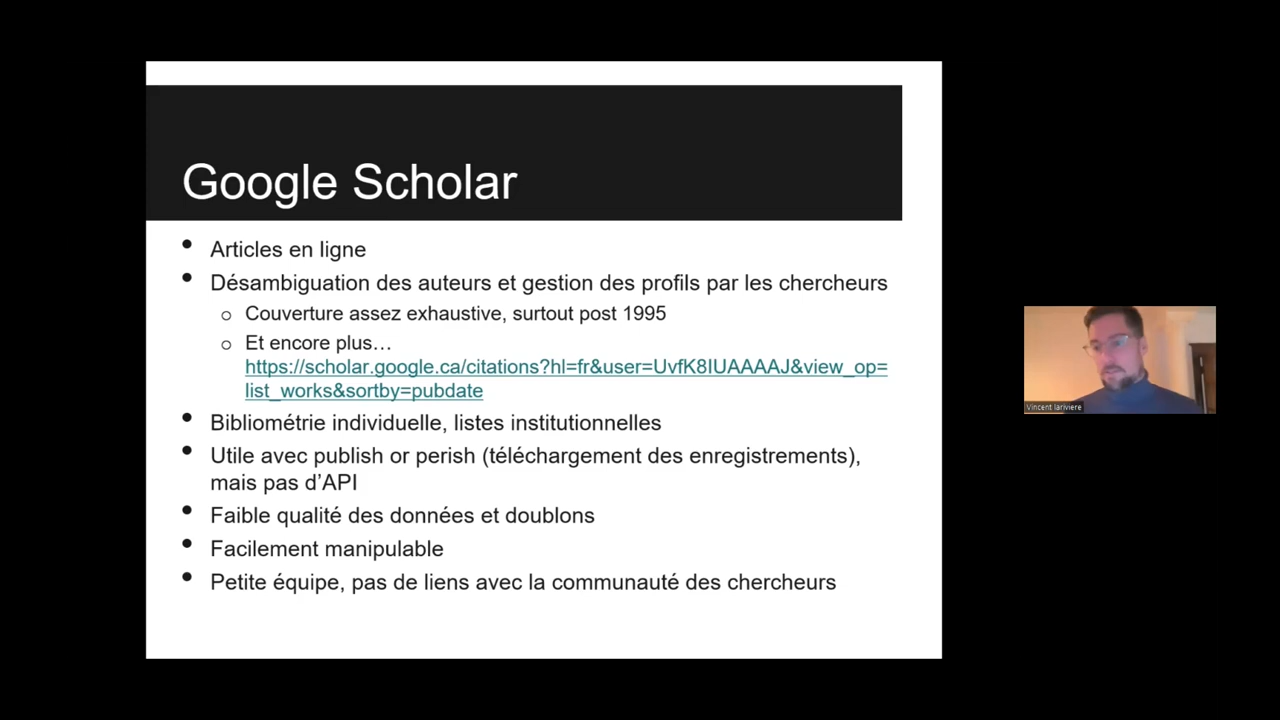 Google Scholar
• Articles en ligne
• Désambiguation des auteurs et gestion des profils par les chercheurs
o Couverture assez exhaustive, surtout post 1995
o Et encore plus…
https://scholar.google.ca/citations?hl=fr&user=UvfK8IUAAAAJ&view_op=
list_works&sortby=pubdate
• Bibliométrie individuelle, listes institutionnelles
• Utile avec publish or perish (téléchargement des enregistrements),
mais pas d’API
• Faible qualité des données et doublons
• Facilement manipulable
• Petite équipe, pas de liens avec la communauté des chercheurs
Vincent lariviere